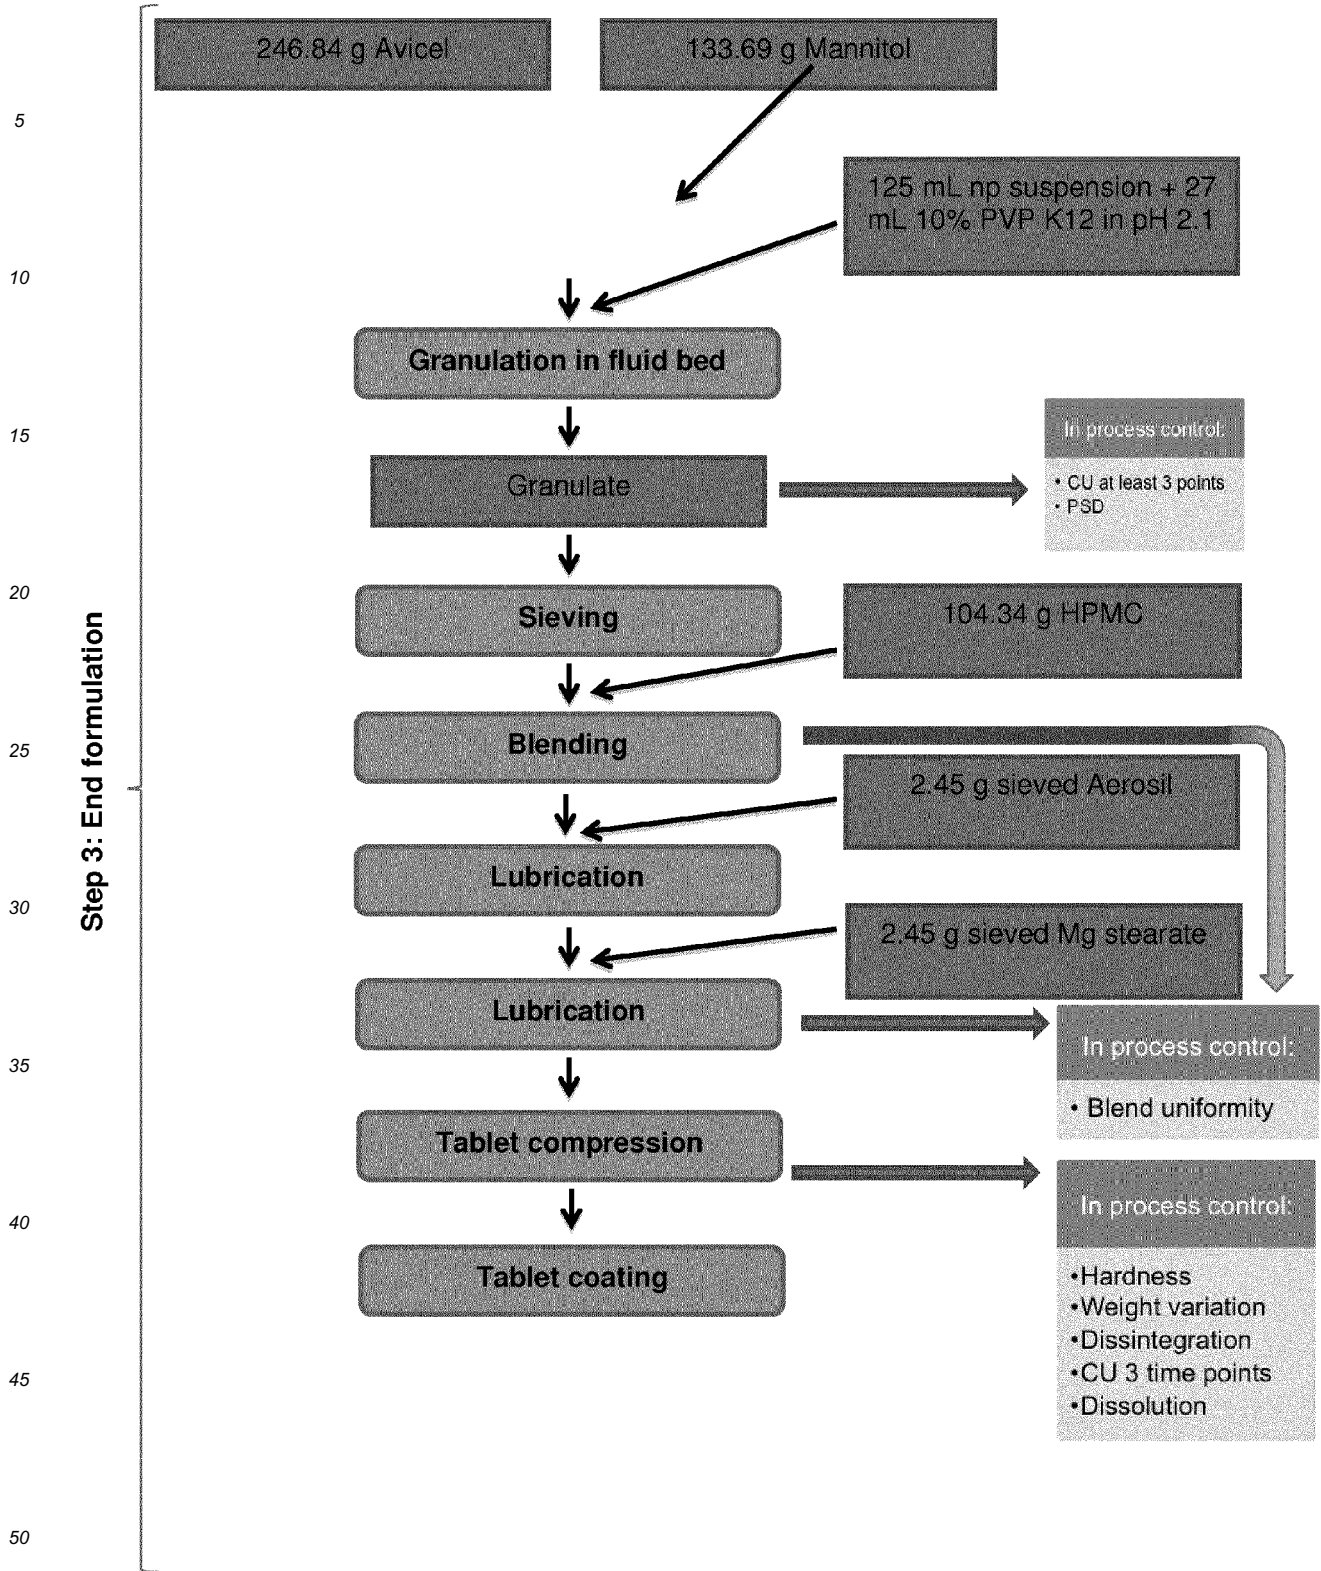 246.84 g Avicel
133.69 g Mannitol
5
125 mL np suspension + 27
mL 10% PVP K12 in pH 2.1
10
Granulation in fluid bed
15
In process control:
Granulate
• CU at least 3 points
• PSD
20
Sieving
104.34 g HPMC
Step 3: End formulation
Blending
25
2.45 g sieved Aerosil
Lubrication
30
2.45 g sieved Mg stearate
Lubrication
In process control:
35
• Blend uniformity
Tablet compression
In process control:
40
Tablet coating
•Hardness
•Weight variation
•Dissintegration
45
•CU 3 time points
•Dissolution
50